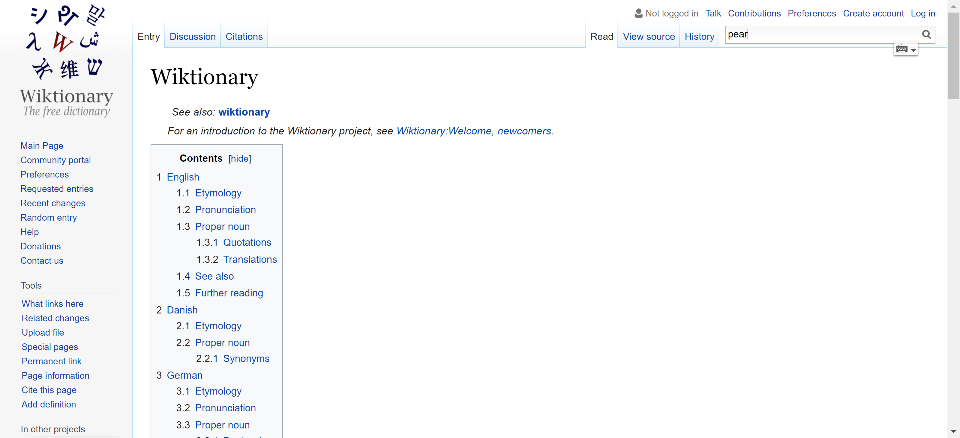 시 , 말
λ W ش
维 ש
Wiktionary
The free dictionary
Main Page
Community portal
Preferences
Requested entries
Recent changes
Random entry
Help
Donations
Contact us
Tools
What links here
Related changes
Upload file
Special pages
Permanent link
Page information
Cite this page
Add definition
In other projects
Not logged in Talk Contributions Preferences Create account Log in
Entry Discussion Citations Read View source History pear
Wiktionary
See also: wiktionary
For an introduction to the Wiktionary project, see Wiktionary:Welcome, newcomers.
Contents [hide]
1 English
1.1 Etymology
1.2 Pronunciation
1.3 Proper noun
1.3.1 Quotations
1.3.2 Translations
1.4 See also
1.5 Further reading
2 Danish
2.1 Etymology
2.2 Proper noun
2.2.1 Synonyms
3 German
3.1 Etymology
3.2 Pronunciation
3.3 Proper noun